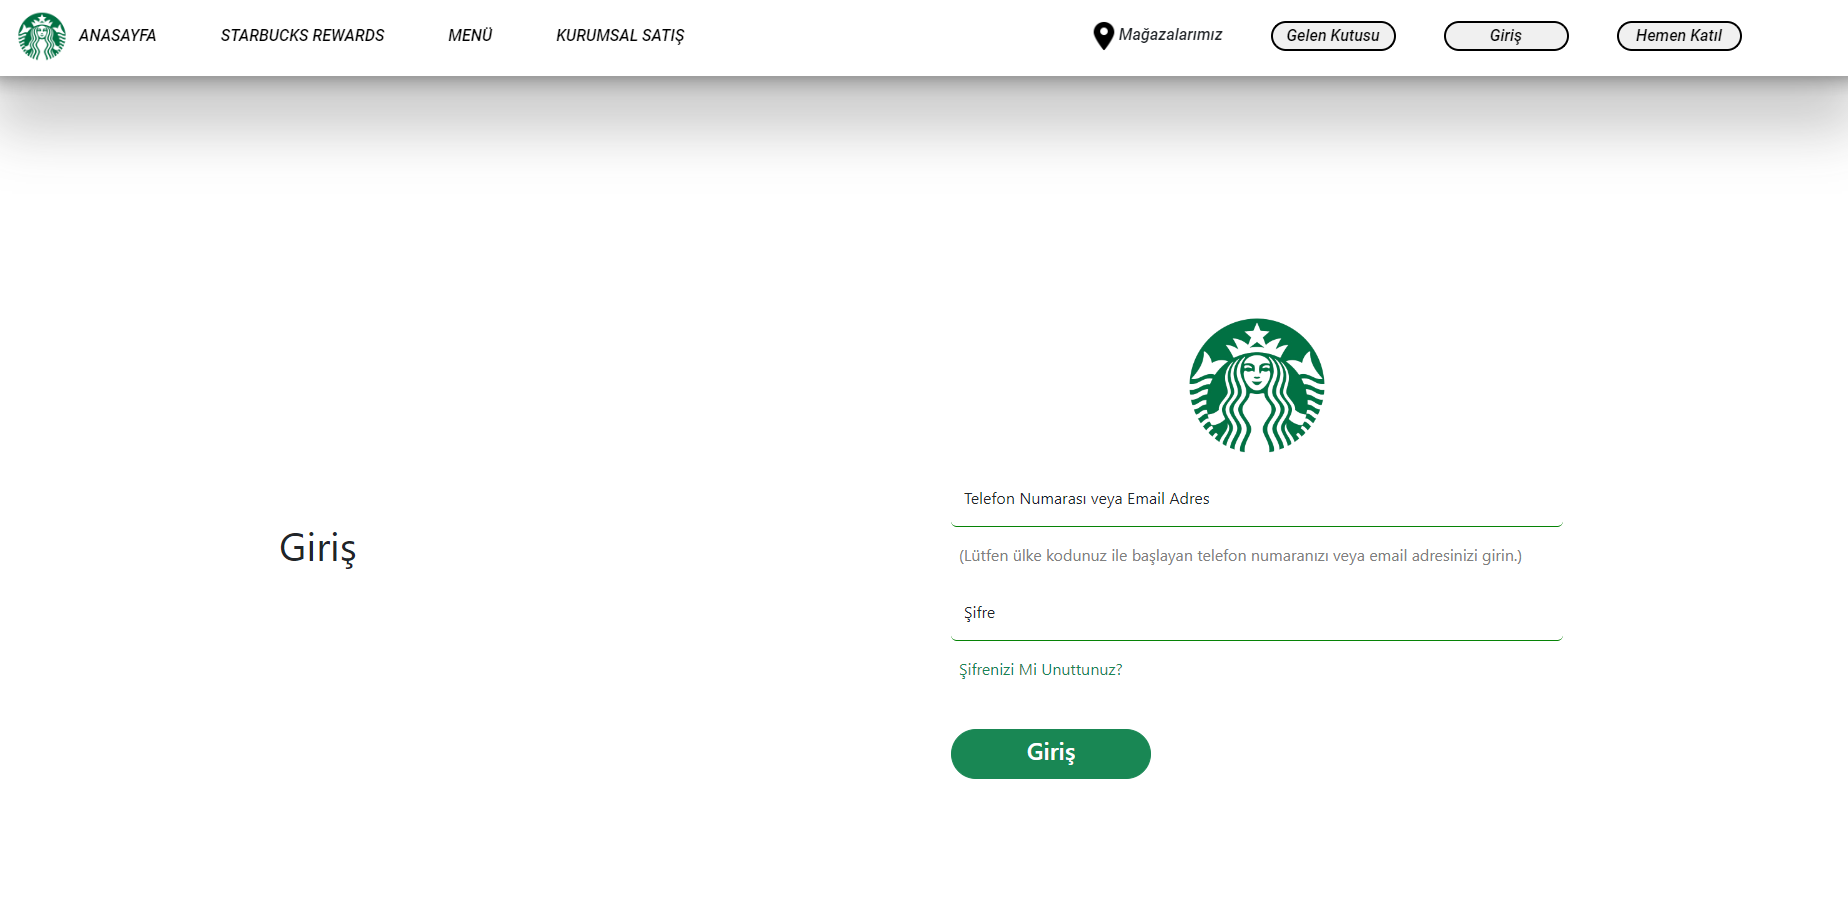 ANASAYFA STARBUCKS REWARDS MENÜ KURUMSAL SATIŞ Mağazalarımız Gelen Kutusu Giriş Hemen Katıl
Telefon Numarası veya Email Adres
Giriş
(Lütfen ülke kodunuz ile başlayan telefon numaranızı veya email adresinizi girin.)
Şifre
Şifrenizi Mi Unuttunuz?
Giriş